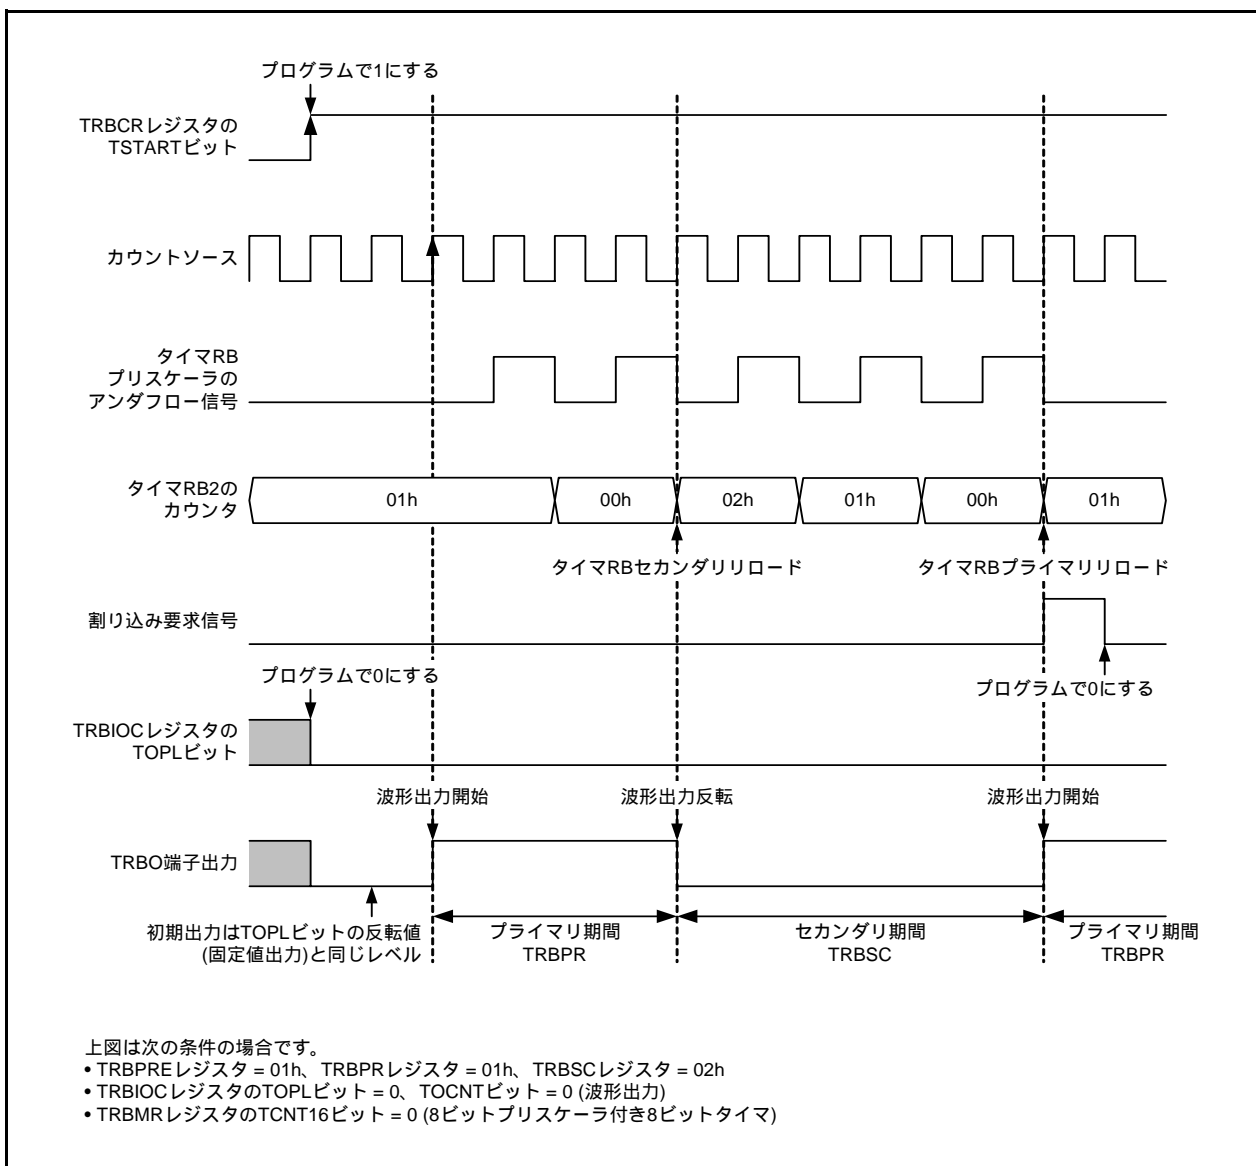 プログラムで1にする
TRBCRレジスタの
TSTARTビット
カウントソース
タイマRB
プリスケーラの
アンダフロー信号
タイマRB2の
カウンタ
01h
00h
02h
01h
00h
01h
タイマRBセカンダリリロード
タイマRBプライマリリロード
割り込み要求信号
プログラムで0にする
プログラムで0にする
TRBIOCレジスタの
TOPLビット
波形出力開始
波形出力反転
波形出力開始
TRBO端子出力
初期出力はTOPLビットの反転値
(固定値出力)と同じレベル
プライマリ期間
TRBPR
セカンダリ期間
TRBSC
プライマリ期間
TRBPR
上図は次の条件の場合です。
• TRBPREレジスタ = 01h、TRBPRレジスタ = 01h、TRBSCレジスタ = 02h
• TRBIOCレジスタのTOPLビット = 0、TOCNTビット = 0 (波形出力)
• TRBMRレジスタのTCNT16ビット = 0 (8ビットプリスケーラ付き8ビットタイマ)